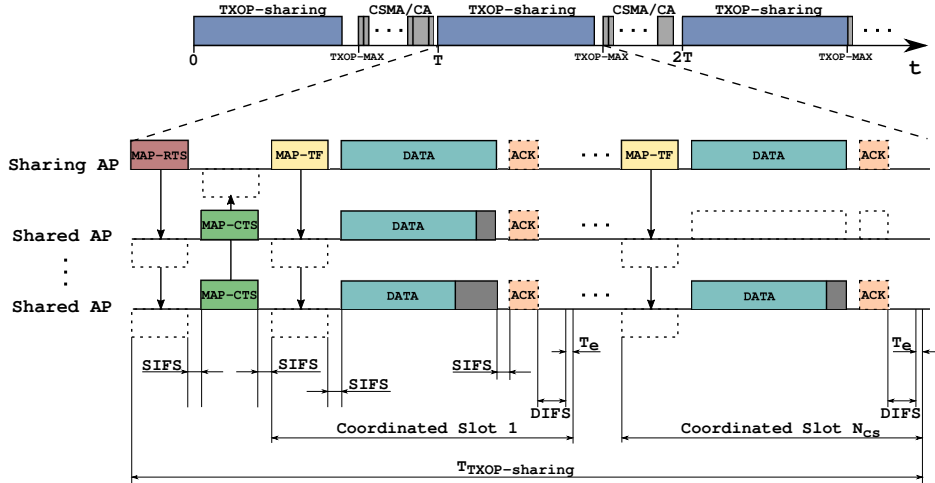 TXOP-sharing CSMA/CA TXOP-sharing CSMA/CA TXOP-sharing
0 TXOP-MAX T TXOP-MAX 2T TXOP-MAX t
Sharing AP MAP-RTS MAP-TF DATA ACK MAP-TF DATA ACK
Shared AP MAP-CTS DATA ACK
Shared AP MAP-CTS DATA ACK DATA ACK
Te
SIFS SIFS SIFS SIFS
DIFS DIFS
Coordinated Slot 1 Coordinated Slot Ncs
TTXOP-sharing